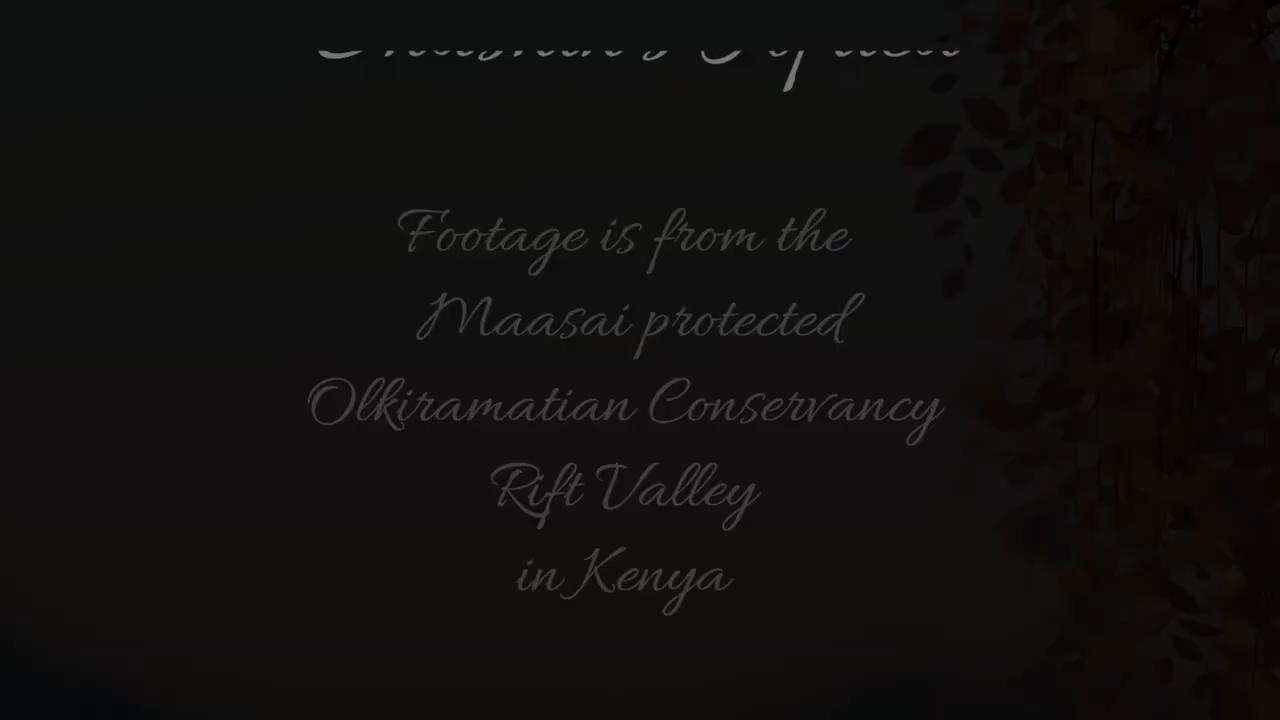 Footage is from the
Maasai protected
Olkiramatian Conservancy
Rift Valley
in Kenya